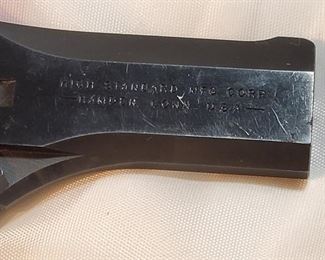 HIGH STANDARD MFG CORP.
—HAMDEN CONN USA—